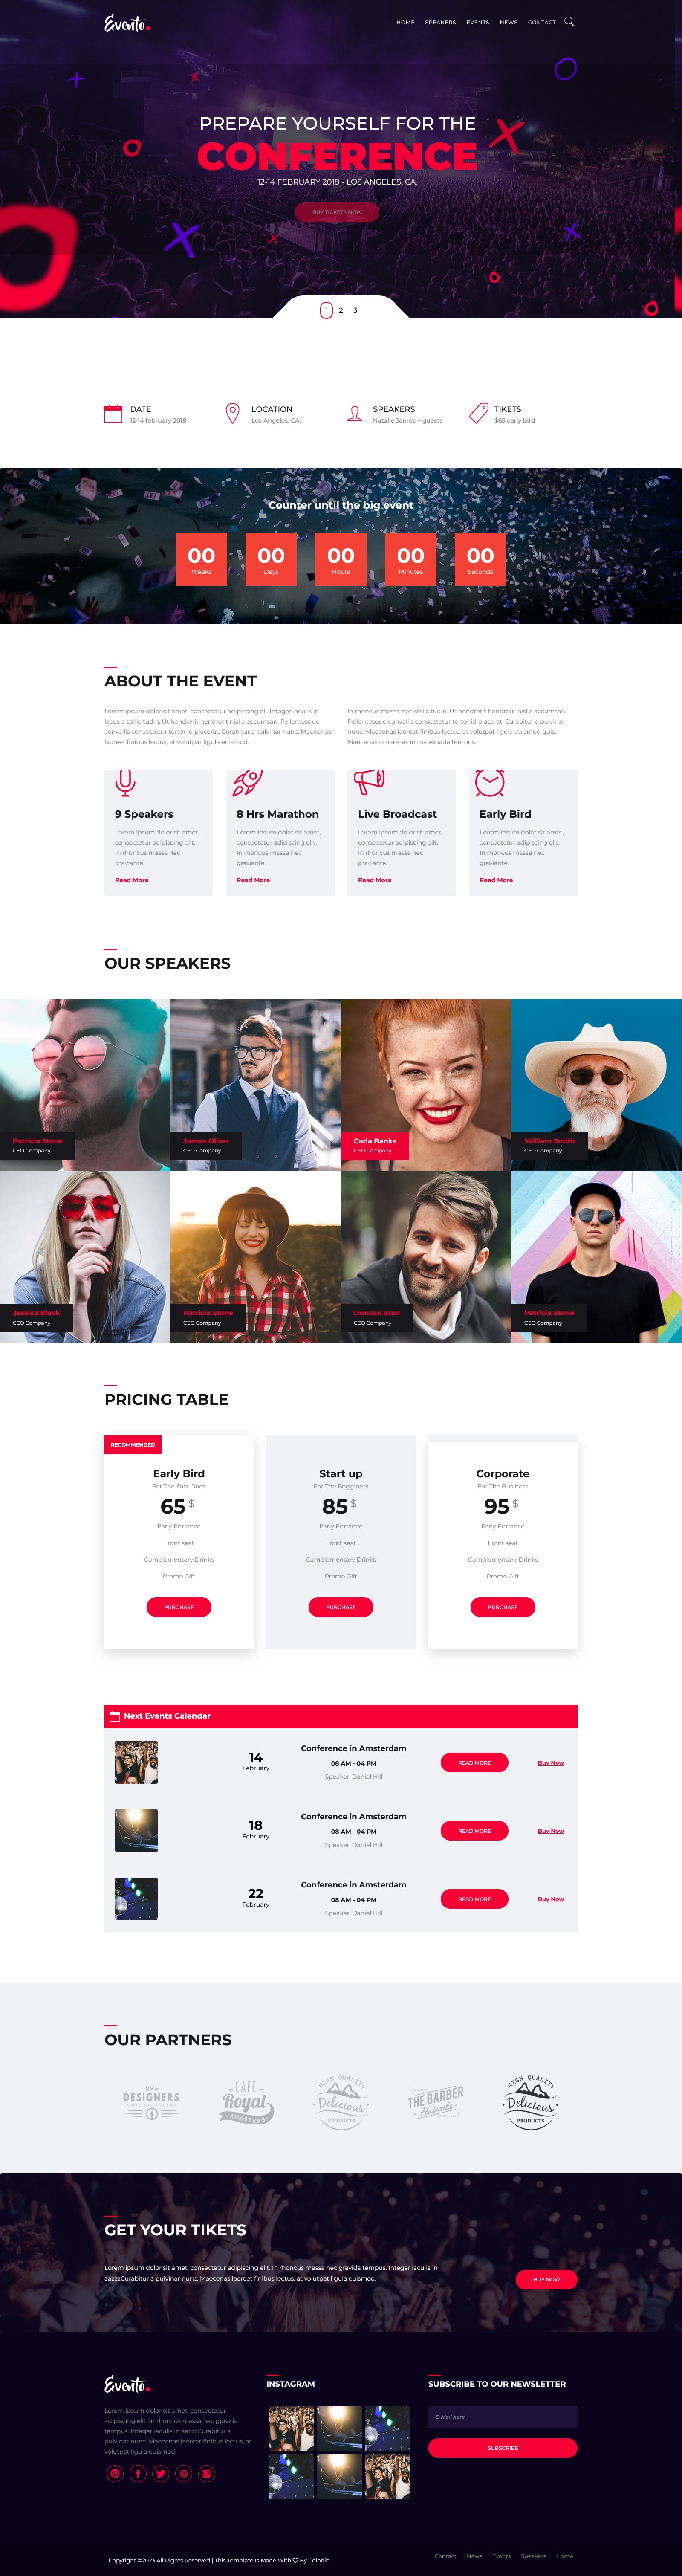 Evento.
HOME SPEAKERS EVENTS NEWS CONTACT
PREPARE YOURSELF FOR THE
CONFERENCE
12-14 FEBRUARY 2018 - LOS ANGELES, CA.
BUY TICKETS NOW
1 2 3
DATE
12-14 february 2018
LOCATION
Los Angeles, CA.
SPEAKERS
Natalie James + guests
TIKETS
$65 early bird
Counter until the big event
00 00 00 00 00
Weeks Days Hours Minutes Seconds
ABOUT THE EVENT
Lorem ipsum dolor sit amet, consectetur adipiscing eli. Integer iaculis in
lacus a sollicitudin. Ut hendrerit hendrerit nisl a accumsan. Pellentesque
convallis consectetur tortor id placerat. Curabitur a pulvinar nunc. Maecenas
laoreet finibus lectus, at volutpat ligula euismod.
In rhoncus massa nec sollicitudin. Ut hendrerit hendrerit nisl a accumsan.
Pellentesque convallis consectetur tortor id placerat. Curabitur a pulvinar
nunc. Maecenas laoreet finibus lectus, at volutpat ligula euismod quis.
Maecenas ornare, ex in malesuada tempus.
9 Speakers
Lorem ipsum dolor sit amet,
consectetur adipiscing elit.
In rhoncus massa nec
graviante.
Read More
8 Hrs Marathon
Lorem ipsum dolor sit amet,
consectetur adipiscing elit.
In rhoncus massa nec
graviante.
Read More
Live Broadcast
Lorem ipsum dolor sit amet,
consectetur adipiscing elit.
In rhoncus massa nec
graviante.
Read More
Early Bird
Lorem ipsum dolor sit amet,
consectetur adipiscing elit.
In rhoncus massa nec
graviante.
Read More
OUR SPEAKERS
Patricia Stone
CEO Company
James Oliver
CEO Company
Carla Banks
CEO Company
William Smith
CEO Company
Jessica Black
CEO Company
Patricia Stone
CEO Company
Duncan Stan
CEO Company
Patricia Stone
CEO Company
PRICING TABLE
RECOMMENDED
Early Bird
For The Fast Ones
65 $
Early Entrance
Front seat
Complementary Drinks
Promo Gift
PURCHASE
Start up
For The Begginers
85 $
Early Entrance
Front seat
Complementary Drinks
Promo Gift
PURCHASE
Corporate
For The Business
95 $
Early Entrance
Front seat
Complementary Drinks
Promo Gift
PURCHASE
Next Events Calendar
14
February
Conference in Amsterdam
08 AM - 04 PM
Speaker: Daniel Hill
READ MORE
Buy Now
18
February
Conference in Amsterdam
08 AM - 04 PM
Speaker: Daniel Hill
READ MORE
Buy Now
22
February
Conference in Amsterdam
08 AM - 04 PM
Speaker: Daniel Hill
READ MORE
Buy Now
OUR PARTNERS
We're
DESIGNERS
CAFE
Royal
ROASTERS
HIGH QUALITY
Delicious
PRODUCTS
THE BARBER
Haircuts
HIGH QUALITY
Delicious
PRODUCTS
GET YOUR TIKETS
Lorem ipsum dolor sit amet, consectetur adipiscing elit. In rhoncus massa nec gravida tempus. Integer iaculis in
aazzzCurabitur a pulvinar nunc. Maecenas laoreet finibus lectus, at volutpat ligula euismod.
BUY NOW
Evento.
Lorem ipsum dolor sit amet, consectetur
adipiscing elit. In rhoncus massa nec gravida
tempus. Integer iaculis in aazzzCurabitur a
pulvinar nunc. Maecenas laoreet finibus lectus, at
volutpat ligula euismod.
INSTAGRAM
SUBSCRIBE TO OUR NEWSLETTER
E-Mail here
SUBSCRIBE
Copyright ©2023 All Rights Reserved | This Template Is Made With ♡ By Colorlib
Contact News Events Speakers Home